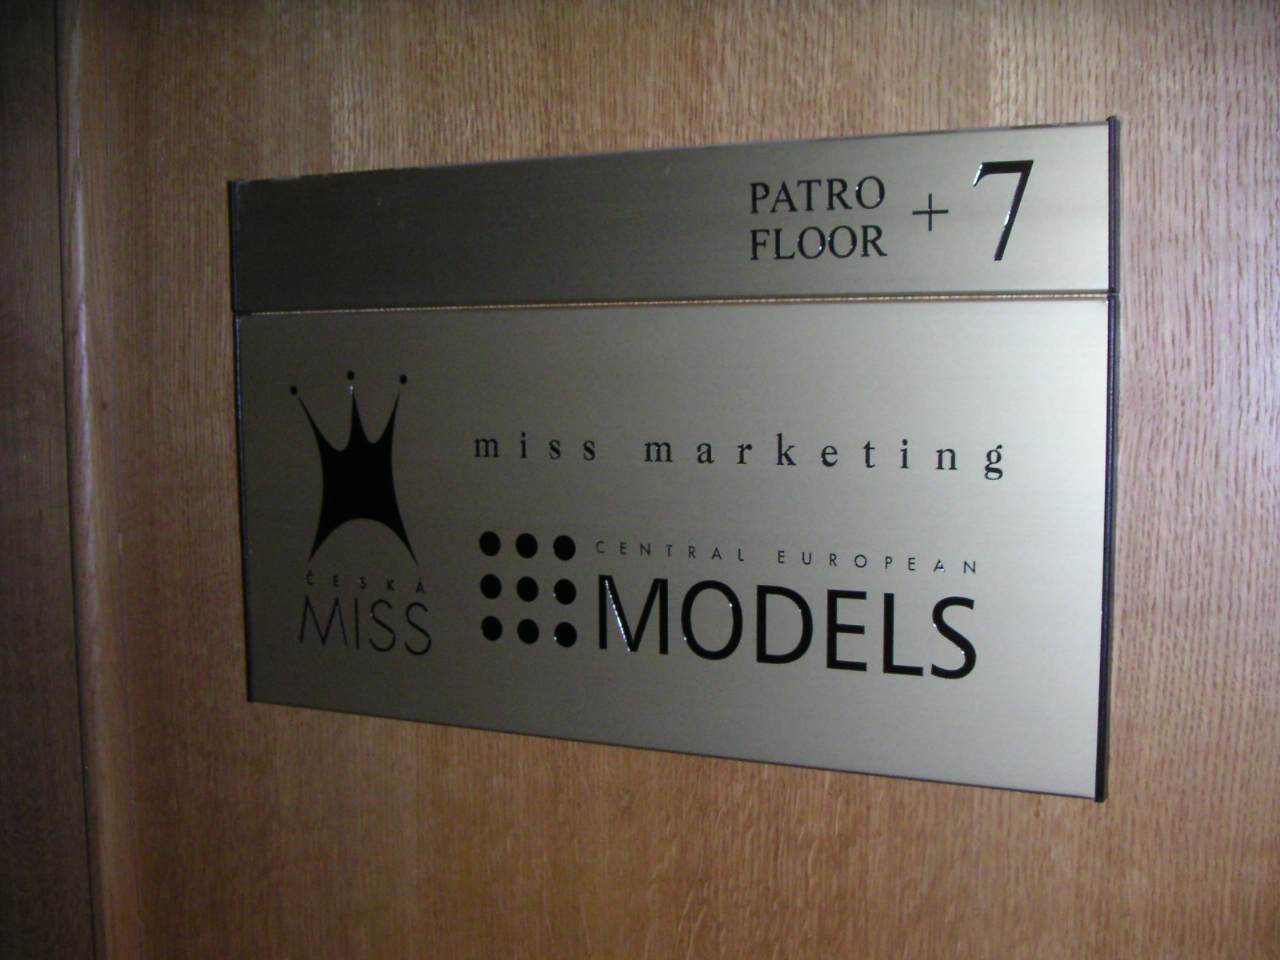 PATRO
FLOOR + 7
miss marketing
ČESKÁ
MISS
CENTRAL EUROPEAN
MODELS